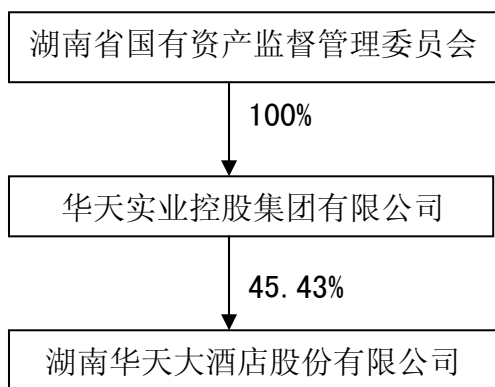 湖南省国有资产监督管理委员会
100%
华天实业控股集团有限公司
45.43%
湖南华天大酒店股份有限公司